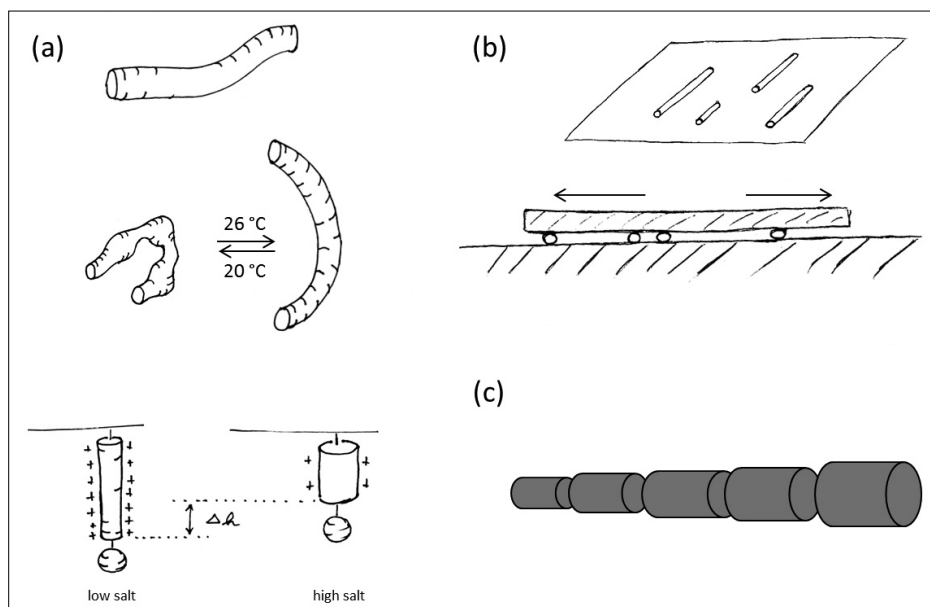 (a)
(b)
26 °C
20 °C
(c)
+ + + +
+ + + +
+ +
+ +
+ +
+ +
+ +
Δh
low salt
high salt